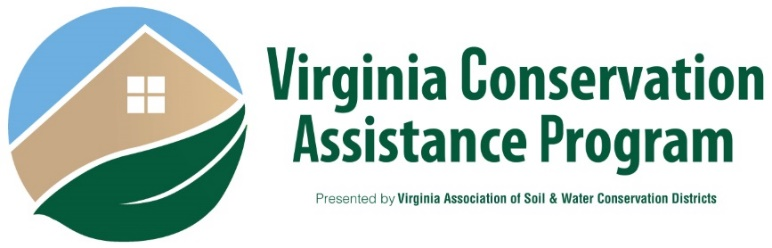 Virginia Conservation
Assistance Program
Presented by Virginia Association of Soil & Water Conservation Districts